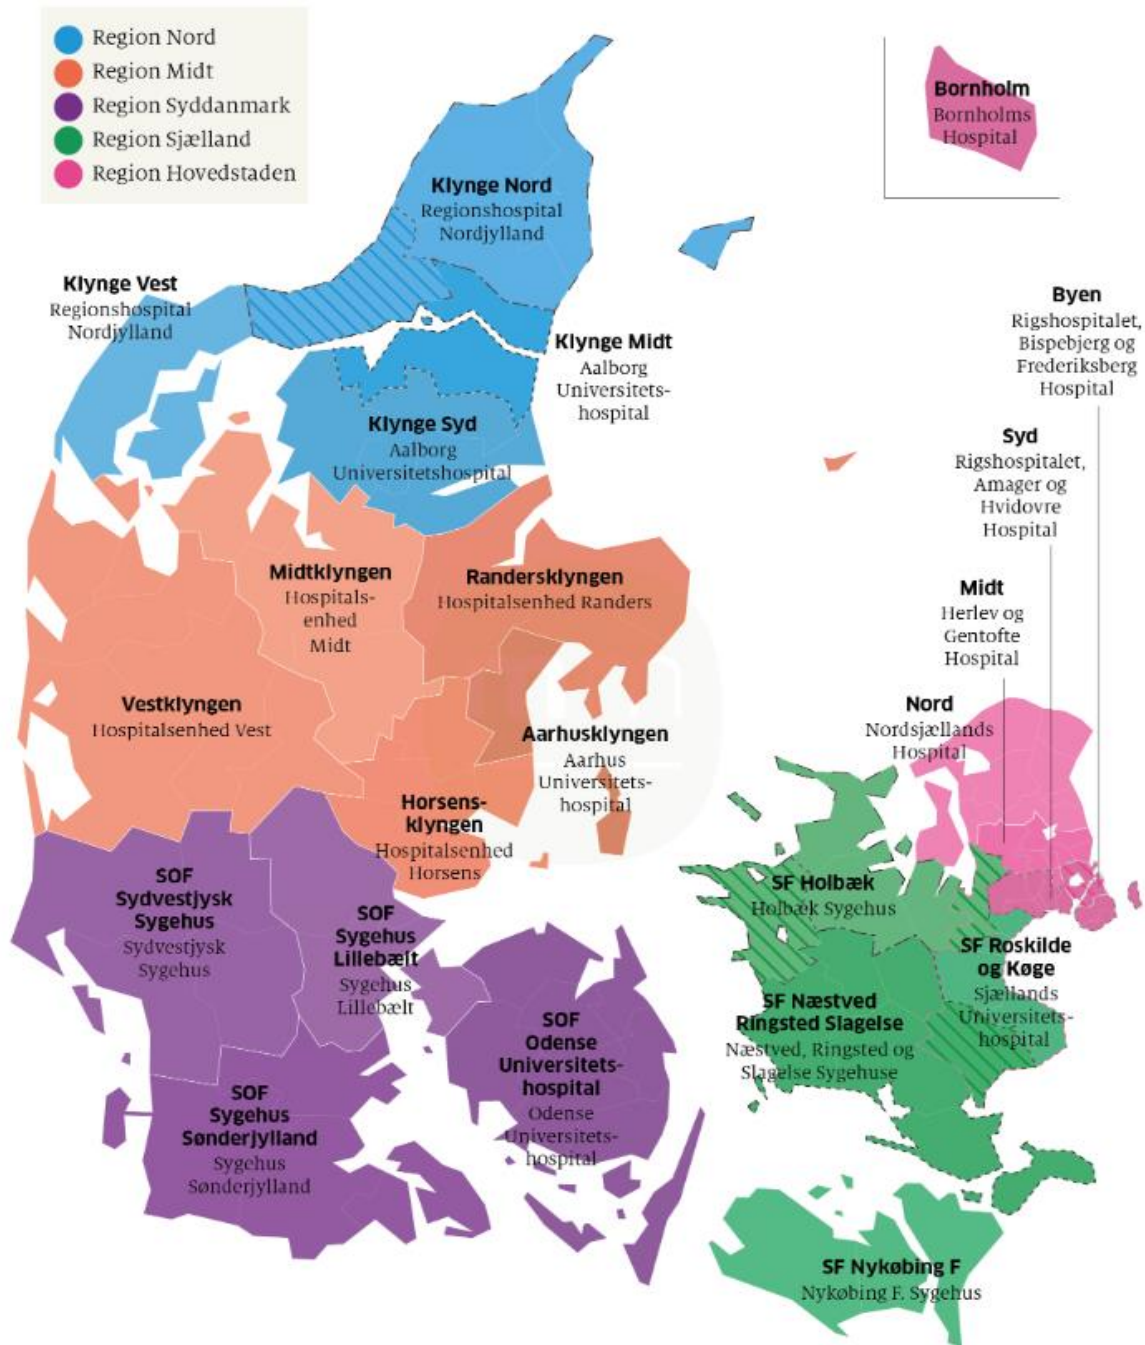 Region Nord
Region Midt
Region Syddanmark
Region Sjælland
Region Hovedstaden
Bornholm
Bornholms
Hospital
Klynge Nord
Regionshospital
Nordjylland
Klynge Vest
Regionshospital
Nordjylland
Klynge Midt
Aalborg
Universitets-
hospital
Klynge Syd
Aalborg
Universitetshospital
Byen
Rigshospitalet,
Bispebjerg og
Frederiksberg
Hospital
Syd
Rigshospitalet,
Amager og
Hvidovre
Hospital
Midt
Herlev og
Gentofte
Hospital
Nord
Nordsjællands
Hospital
Midtklyngen
Hospitals-
enhed
Midt
Randersklyngen
Hospitalsenhed Randers
Vestklyngen
Hospitalsenhed Vest
Aarhusklyngen
Aarhus
Universitets-
hospital
Horsens-
klyngen
Hospitalsenhed
Horsens
SOF
Sydvestjysk
Sygehus
Sydvestjysk
Sygehus
SOF
Sygehus
Lillebælt
Sygehus
Lillebælt
SOF
Odense
Universitets-
hospital
Odense
Universitets-
hospital
SOF
Sygehus
Sønderjylland
Sygehus
Sønderjylland
SF Holbæk
Holbæk Sygehus
SF Roskilde
og Køge
Sjællands
Universitets-
hospital
SF Næstved
Ringsted Slagelse
Næstved, Ringsted og
Slagelse Sygehuse
SF Nykøbing F
Nykøbing F. Sygehus